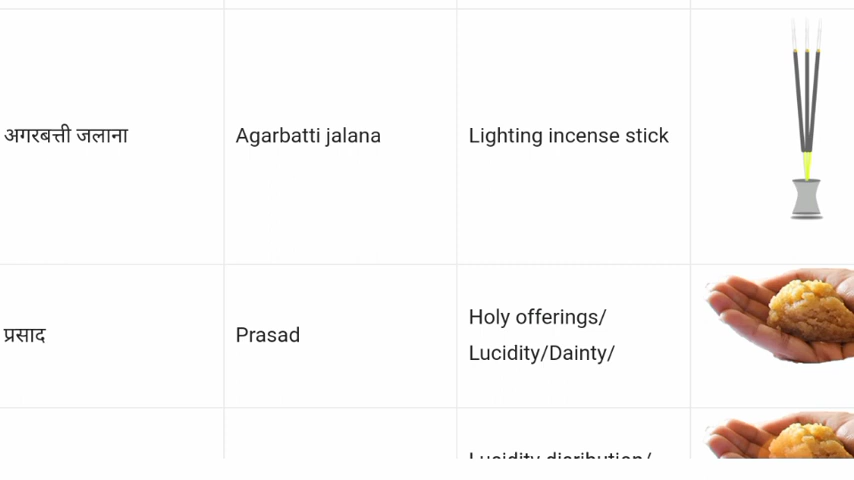 अगरबत्ती जलाना
Agarbatti jalana
Lighting incense stick
प्रसाद
Prasad
Holy offerings/
Lucidity/Dainty/